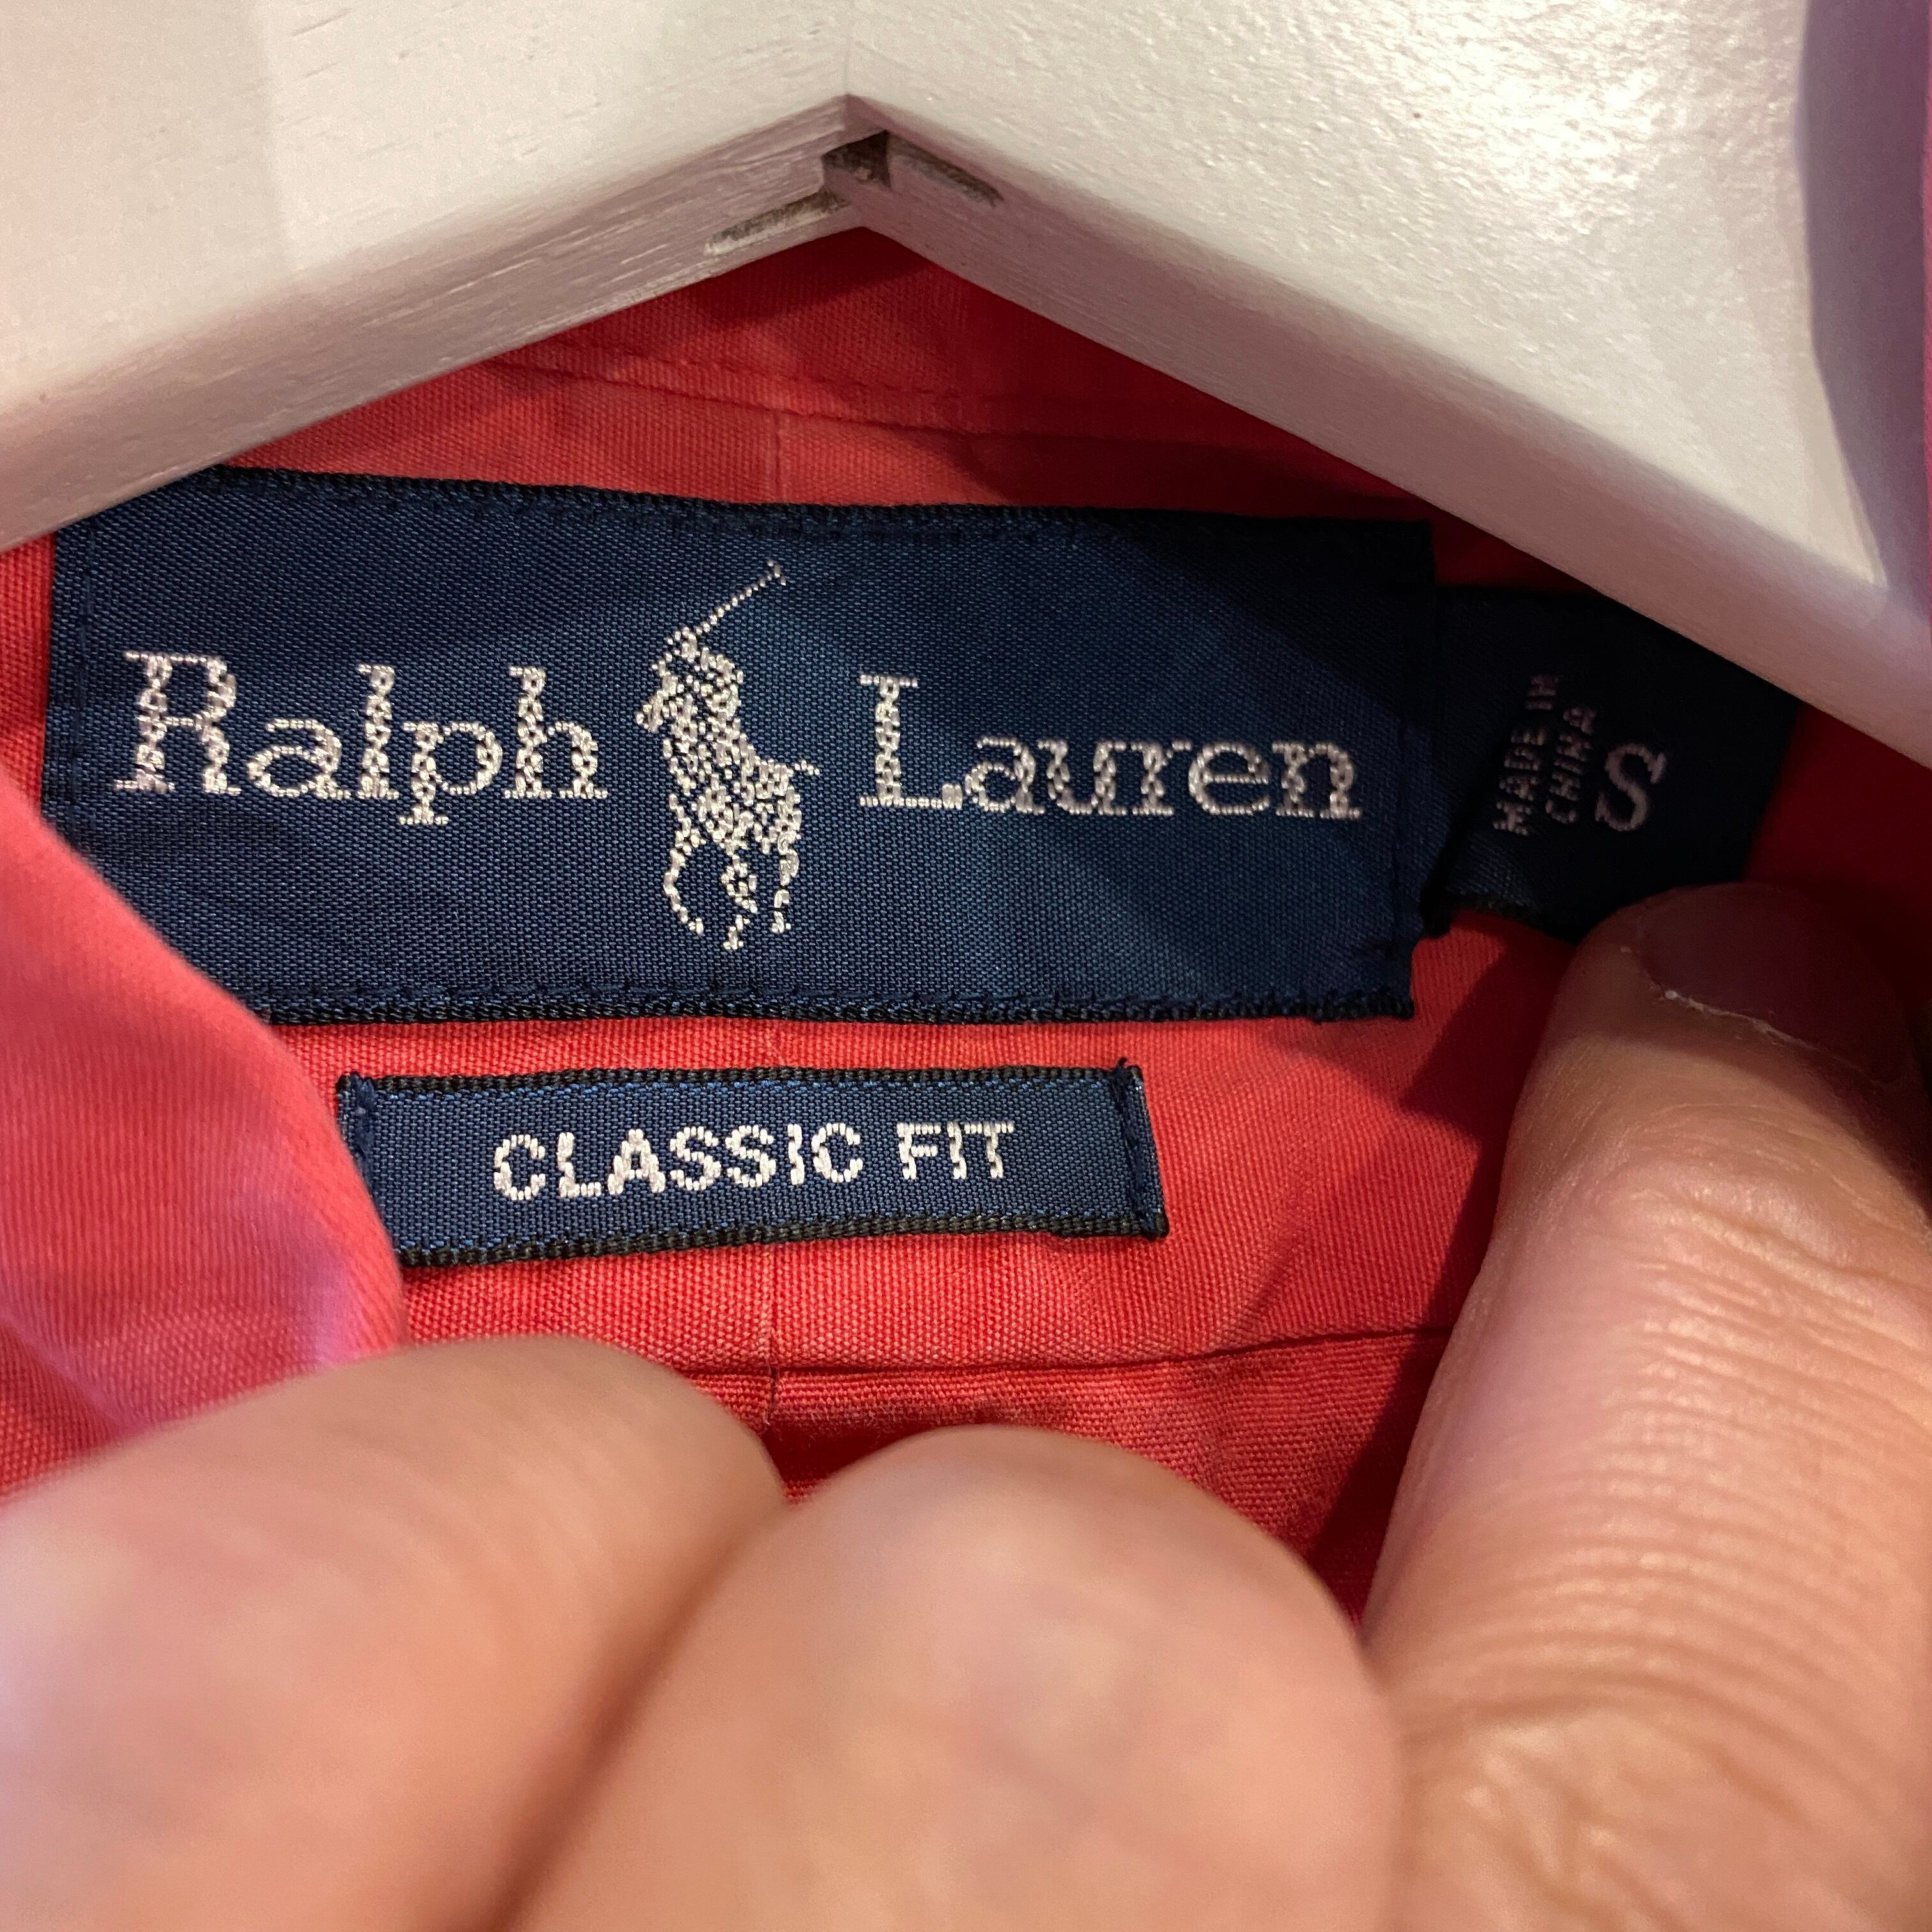 Ralph Lauren
MADE IN
CHINA
S
CLASSIC FIT